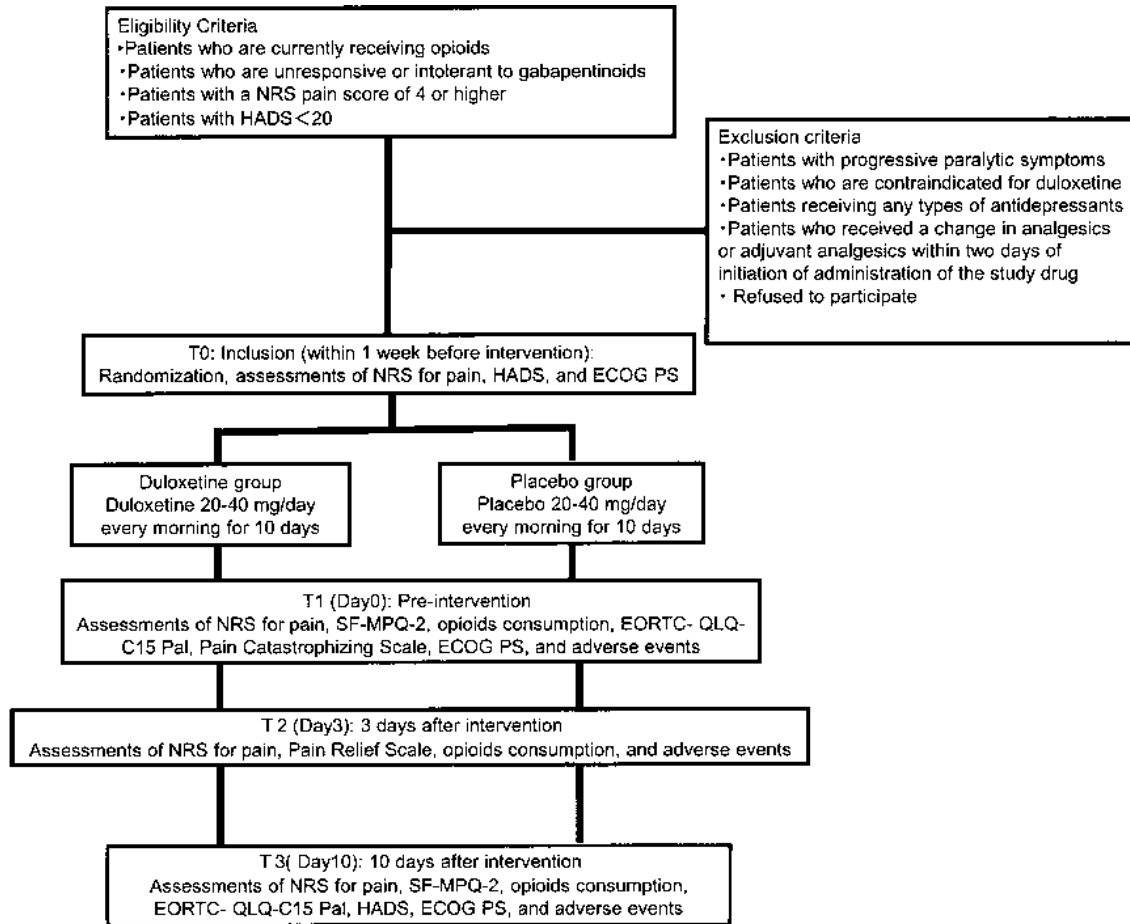 Eligibility Criteria
•Patients who are currently receiving opioids
•Patients who are unresponsive or intolerant to gabapentinoids
•Patients with a NRS pain score of 4 or higher
•Patients with HADS＜20
Exclusion criteria
•Patients with progressive paralytic symptoms
•Patients who are contraindicated for duloxetine
•Patients receiving any types of antidepressants
•Patients who received a change in analgesics
or adjuvant analgesics within two days of
initiation of administration of the study drug
• Refused to participate
T0: Inclusion (within 1 week before intervention):
Randomization, assessments of NRS for pain, HADS, and ECOG PS
Duloxetine group
Duloxetine 20-40 mg/day
every morning for 10 days
Placebo group
Placebo 20-40 mg/day
every morning for 10 days
T1 (Day0): Pre-intervention
Assessments of NRS for pain, SF-MPQ-2, opioids consumption, EORTC- QLQ-
C15 Pal, Pain Catastrophizing Scale, ECOG PS, and adverse events
T 2 (Day3): 3 days after intervention
Assessments of NRS for pain, Pain Relief Scale, opioids consumption, and adverse events
T 3( Day10): 10 days after intervention
Assessments of NRS for pain, SF-MPQ-2, opioids consumption,
EORTC- QLQ-C15 Pal, HADS, ECOG PS, and adverse events